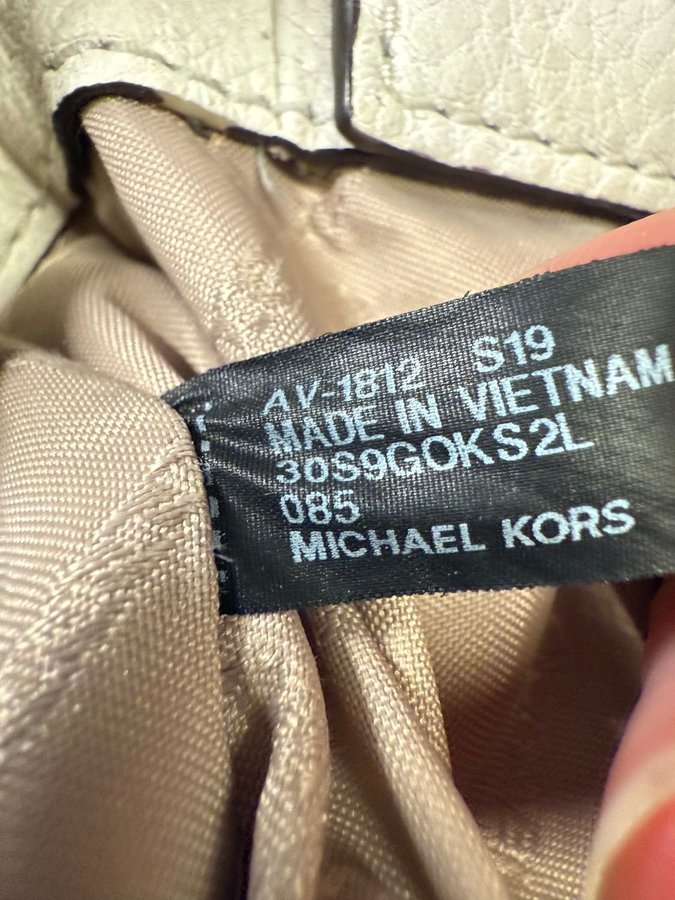 AV-1812 S19
MADE IN VIETNAM
30S9GOKS2L
085
MICHAEL KORS